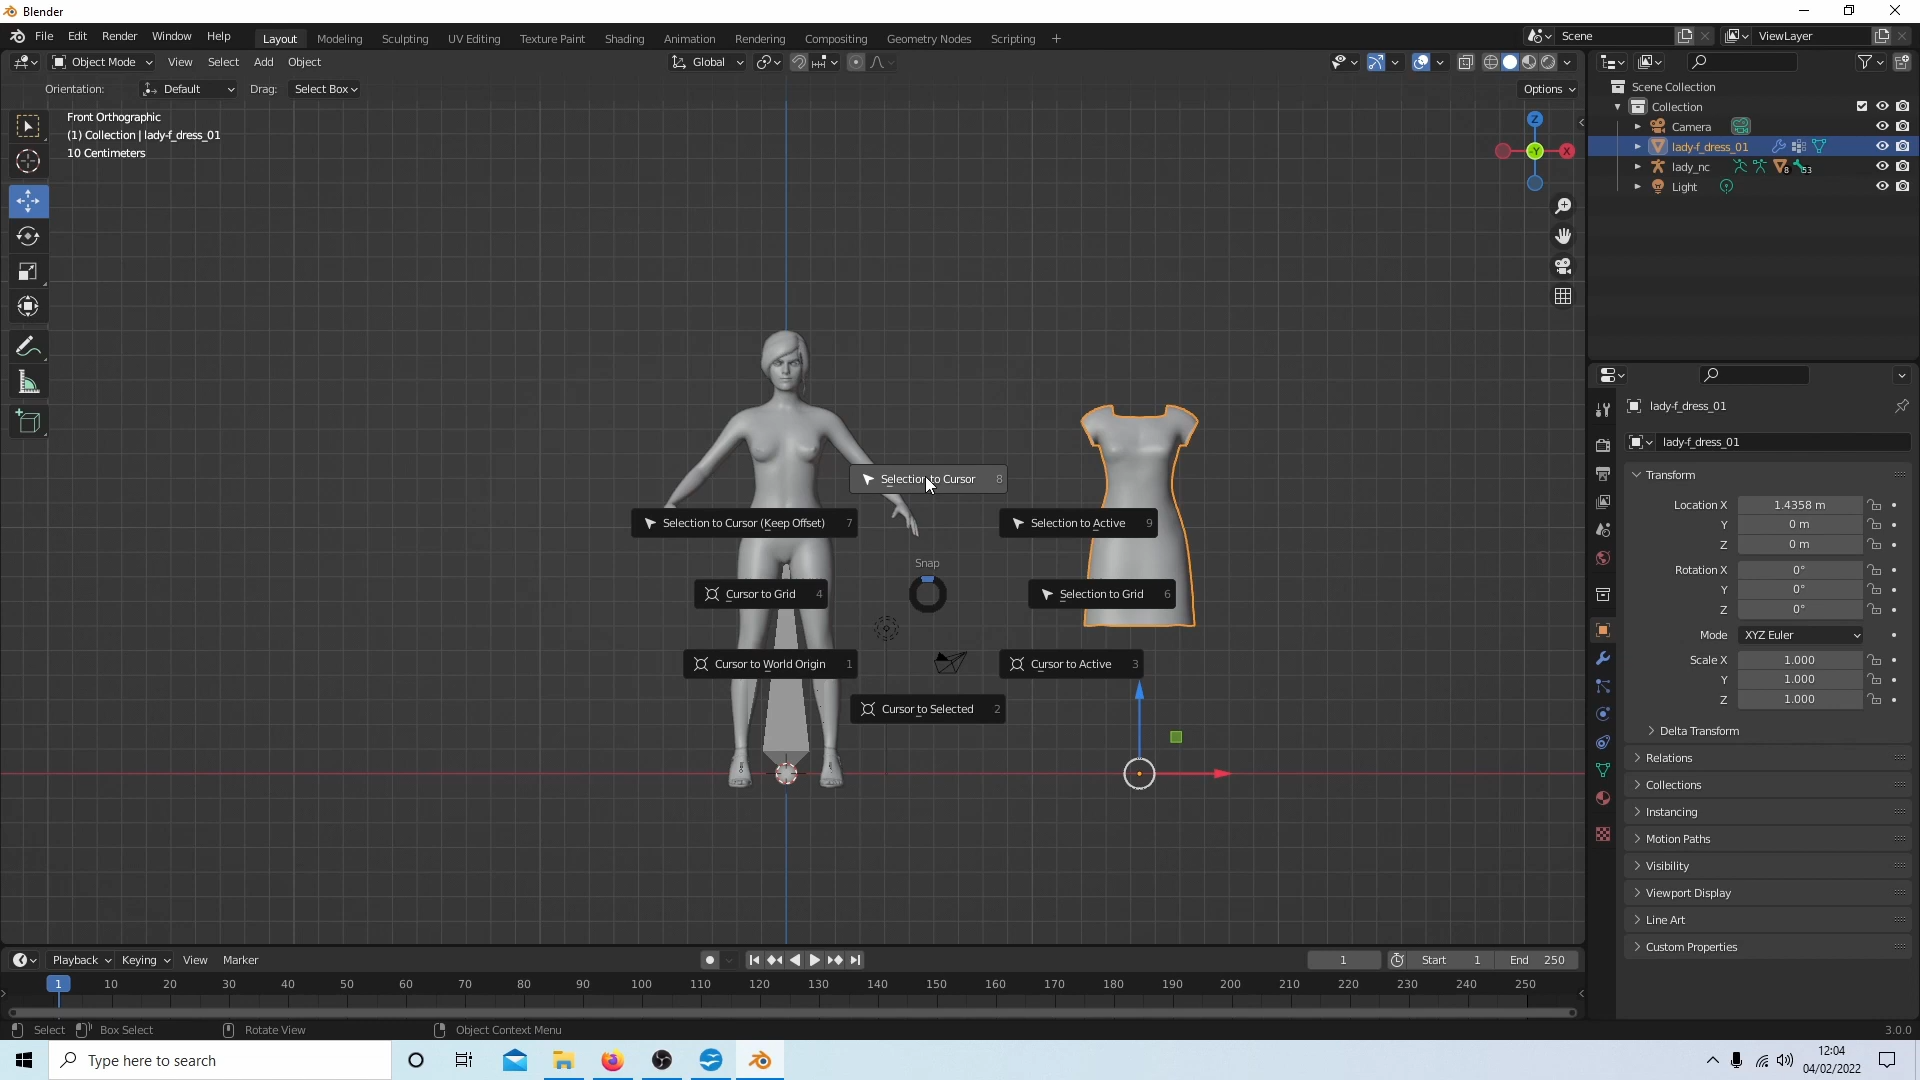 Blender
File Edit Render Window Help
Layout Modeling Sculpting UV Editing Texture Paint Shading Animation Rendering Compositing Geometry Nodes Scripting +
Scene
ViewLayer
Object Mode View Select Add Object
Global
Orientation: Default Drag: Select Box
Options
Front Orthographic
(1) Collection | lady-f_dress_01
10 Centimeters
Z
-Y
X
Scene Collection
Collection
Camera
lady-f_dress_01
lady_nc 8 53
Light
Selection to Cursor 8
Selection to Cursor (Keep Offset) 7
Selection to Active 9
Snap
Cursor to Grid 4
Selection to Grid 6
Cursor to World Origin 1
Cursor to Active 3
Cursor to Selected 2
lady-f_dress_01
lady-f_dress_01
Transform
Location X 1.4358 m
Y 0 m
Z 0 m
Rotation X 0°
Y 0°
Z 0°
Mode XYZ Euler
Scale X 1.000
Y 1.000
Z 1.000
Delta Transform
Relations
Collections
Instancing
Motion Paths
Visibility
Viewport Display
Line Art
Custom Properties
Playback Keying View Marker
1 Start 1 End 250
1 10 20 30 40 50 60 70 80 90 100 110 120 130 140 150 160 170 180 190 200 210 220 230 240 250
Select Box Select Rotate View Object Context Menu
3.0.0
Type here to search
12:04
04/02/2022